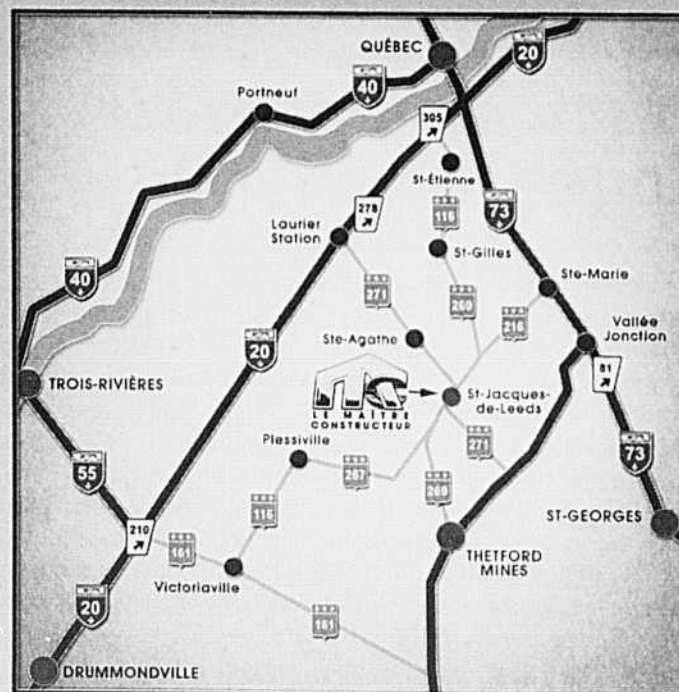 QUÉBEC
20
40
Portneuf
305
St-Étienne
278
116
73
Laurier
Station
St-Gilles
Ste-Marie
40
271
269
216
Vallée
Jonction
20
Ste-Agathe
81
TROIS-RIVIÈRES
LE MAÎTRE
CONSTRUCTEUR
St-Jacques-
de-Leeds
Plessiville
271
55
267
73
269
116
ST-GEORGES
210
161
THETFORD
MINES
Victoriaville
20
161
DRUMMONDVILLE